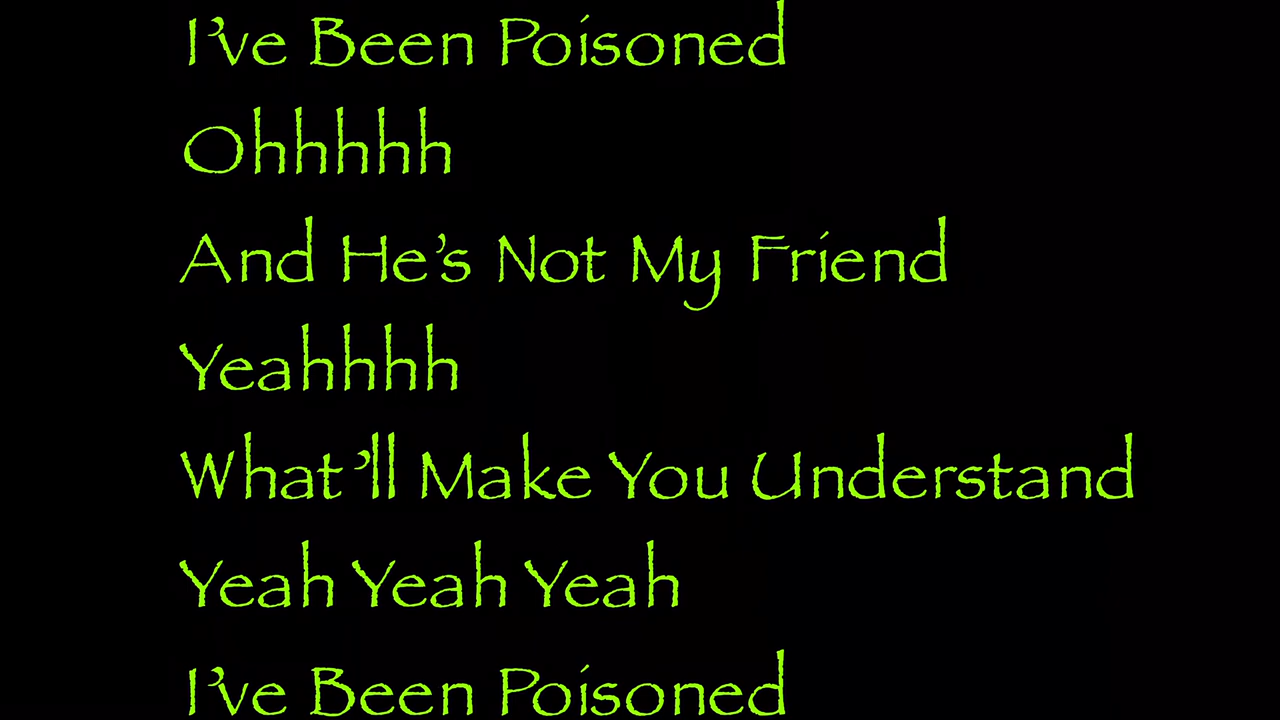 I've Been Poisoned
Ohhhhh
And He's Not My Friend
Yeahhhh
What'll Make You Understand
Yeah Yeah Yeah
I've Been Poisoned